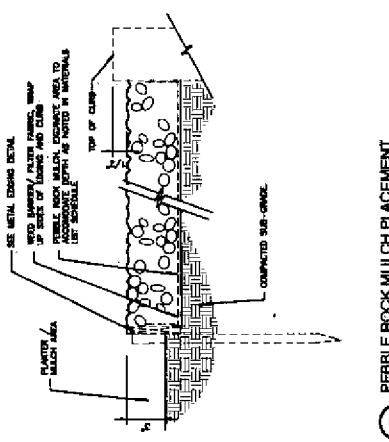 SEE METAL EDGING DETAIL
WEED BARRIER/ FILTER FABRIC, WRAP
UP SIDES OF EDGING AND CURB
PEBBLE ROCK MULCH, EXCAVATE AREA TO
ACCOMODATE DEPTH AS NOTED IN MATERIALS
LIST SCHEDULE
TOP OF CURB
PLANTER /
MULCH AREA
COMPACTED SUB-GRADE
PEBBLE ROCK MULCH PLACEMENT